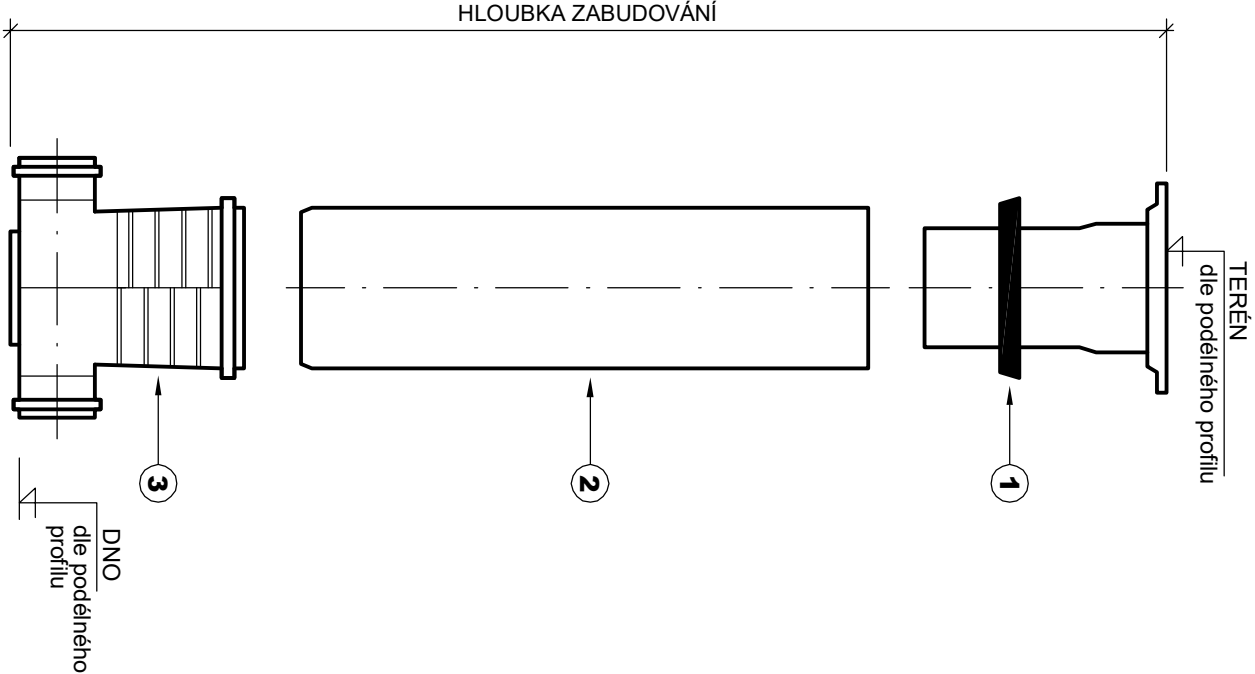 HLOUBKA ZABUDOVÁNÍ
TERÉN
dle podélného profilu
1
2
3
DNO
dle podélného
profilu